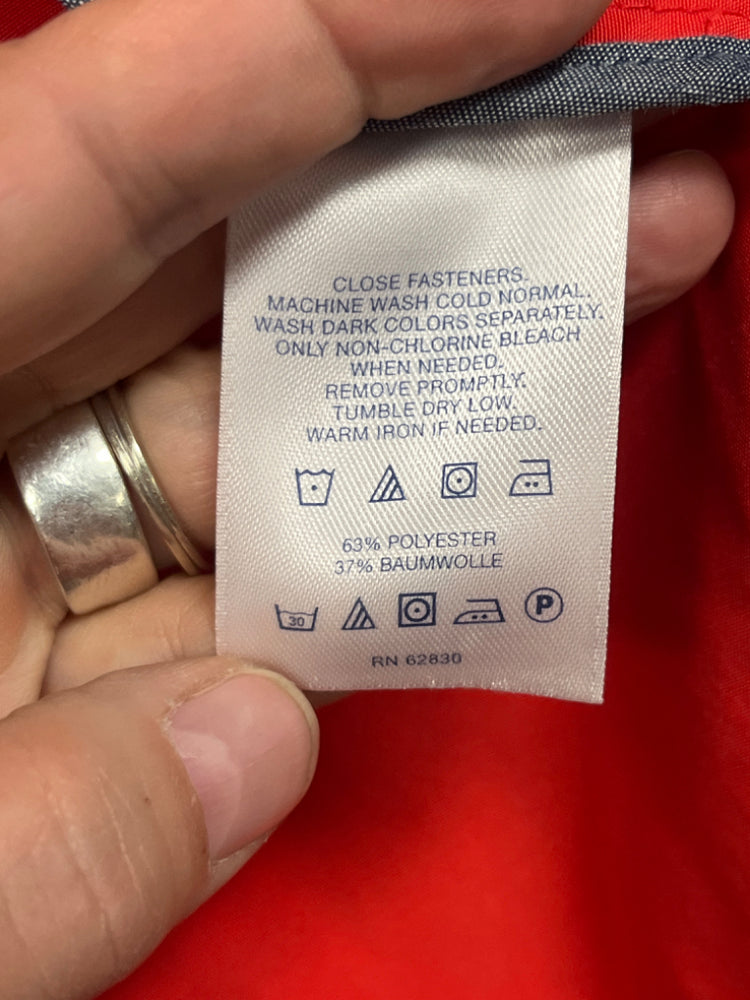 CLOSE FASTENERS.
MACHINE WASH COLD NORMAL.
WASH DARK COLORS SEPARATELY.
ONLY NON-CHLORINE BLEACH
WHEN NEEDED.
REMOVE PROMPTLY.
TUMBLE DRY LOW.
WARM IRON IF NEEDED.
63% POLYESTER
37% BAUMWOLLE
30 P
RN 62830